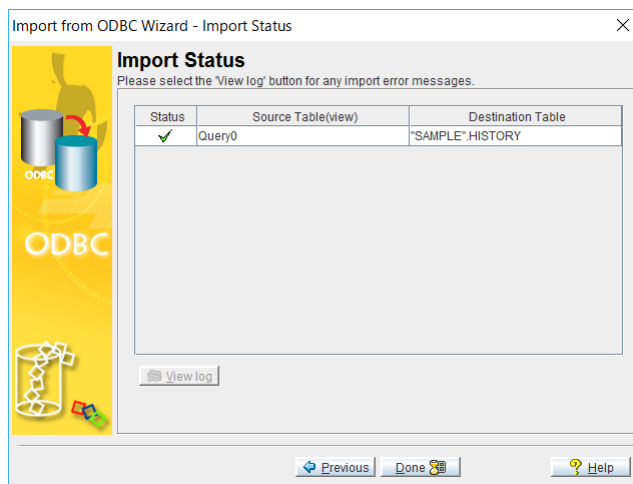 Import from ODBC Wizard - Import Status
Import Status
Please select the 'View log' button for any import error messages.
Status Source Table(view) Destination Table
Query0 "SAMPLE".HISTORY
ODBC
ODBC
View log
Previous Done Help